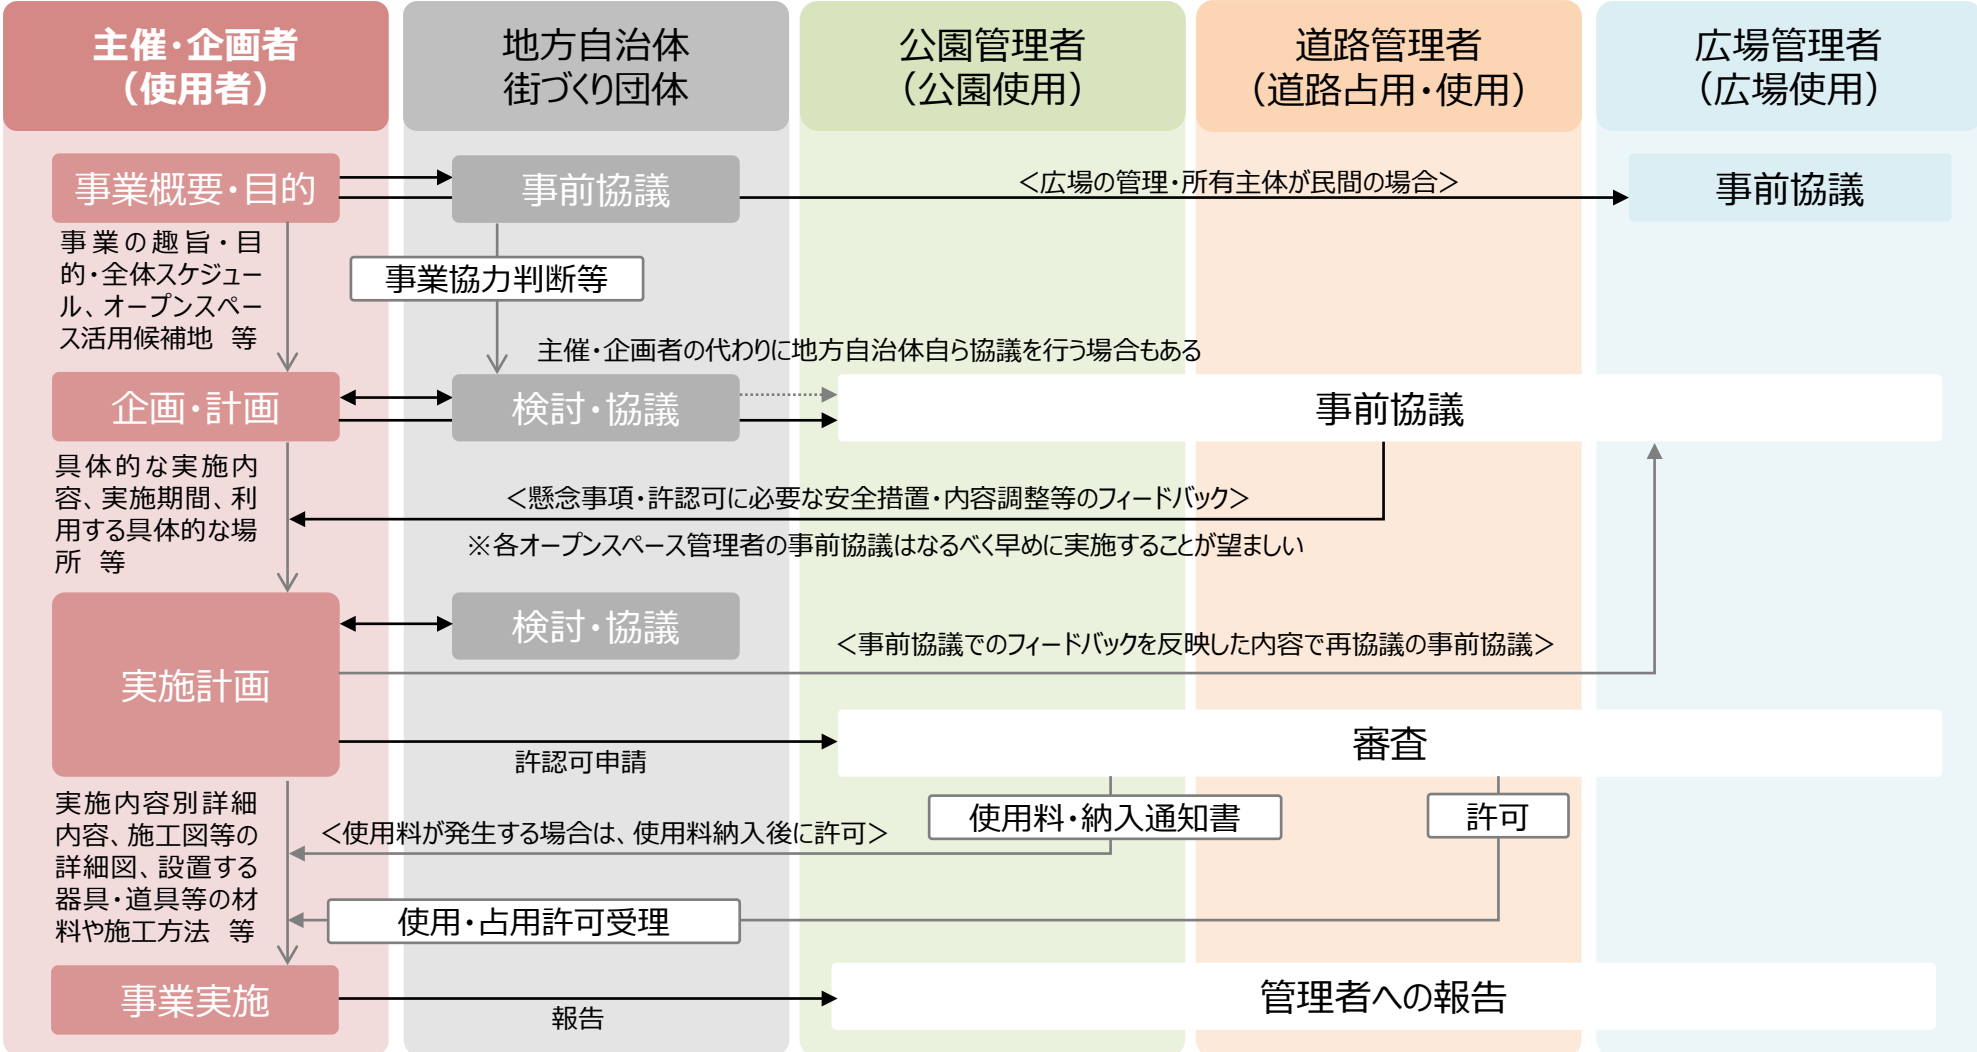 主催・企画者
（使用者）
地方自治体
街づくり団体
公園管理者
（公園使用）
道路管理者
（道路占用・使用）
広場管理者
（広場使用）
事業概要・目的
事前協議
＜広場の管理・所有主体が民間の場合＞
事前協議
事業の趣旨・目
的・全体スケジュー
ル、オープンスペー
ス活用候補地　等
事業協力判断等
主催・企画者の代わりに地方自治体自ら協議を行う場合もある
企画・計画
検討・協議
事前協議
具体的な実施内
容、実施期間、利
用する具体的な場
所　等
＜懸念事項・許認可に必要な安全措置・内容調整等のフィードバック＞
※各オープンスペース管理者の事前協議はなるべく早めに実施することが望ましい
実施計画
検討・協議
＜事前協議でのフィードバックを反映した内容で再協議の事前協議＞
許認可申請
審査
実施内容別詳細
内容、施工図等の
詳細図、設置する
器具・道具等の材
料や施工方法　等
使用料・納入通知書
許可
＜使用料が発生する場合は、使用料納入後に許可＞
使用・占用許可受理
事業実施
報告
管理者への報告